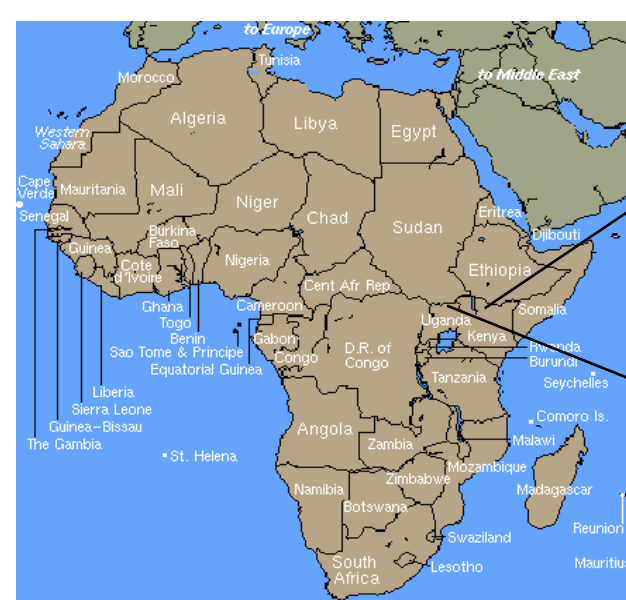 to Europe
Tunisia
Morocco
to Middle East
Algeria
Libya
Egypt
Western
Sahara
Cape
Verde
Mauritania
Mali
Niger
Chad
Sudan
Eritrea
Senegal
Djibouti
Burkina
Faso
Guinea
Cote
d'Ivoire
Nigeria
Ethiopia
Cent Afr Rep
Ghana
Togo
Benin
Cameroon
Somalia
Uganda
Kenya
Sao Tome & Principe
Equatorial Guinea
Gabon
Congo
D.R. of
Congo
Rwanda
Burundi
Tanzania
Seychelles
Liberia
Sierra Leone
Guinea-Bissau
The Gambia
Comoro Is.
Angola
Zambia
Malawi
St. Helena
Mozambique
Zimbabwe
Namibia
Botswana
Madagascar
Reunion
Swaziland
Mauritiu
South
Africa
Lesotho